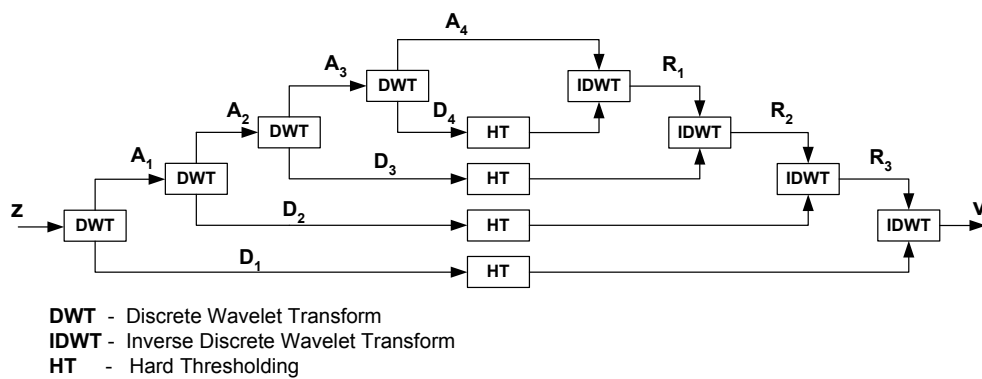 A4
A3
DWT
IDWT
R1
A2
D4
DWT
HT
IDWT
R2
A1
D3
DWT
HT
IDWT
R3
z
D2
DWT
HT
IDWT
v
D1
HT
DWT - Discrete Wavelet Transform
IDWT - Inverse Discrete Wavelet Transform
HT - Hard Thresholding